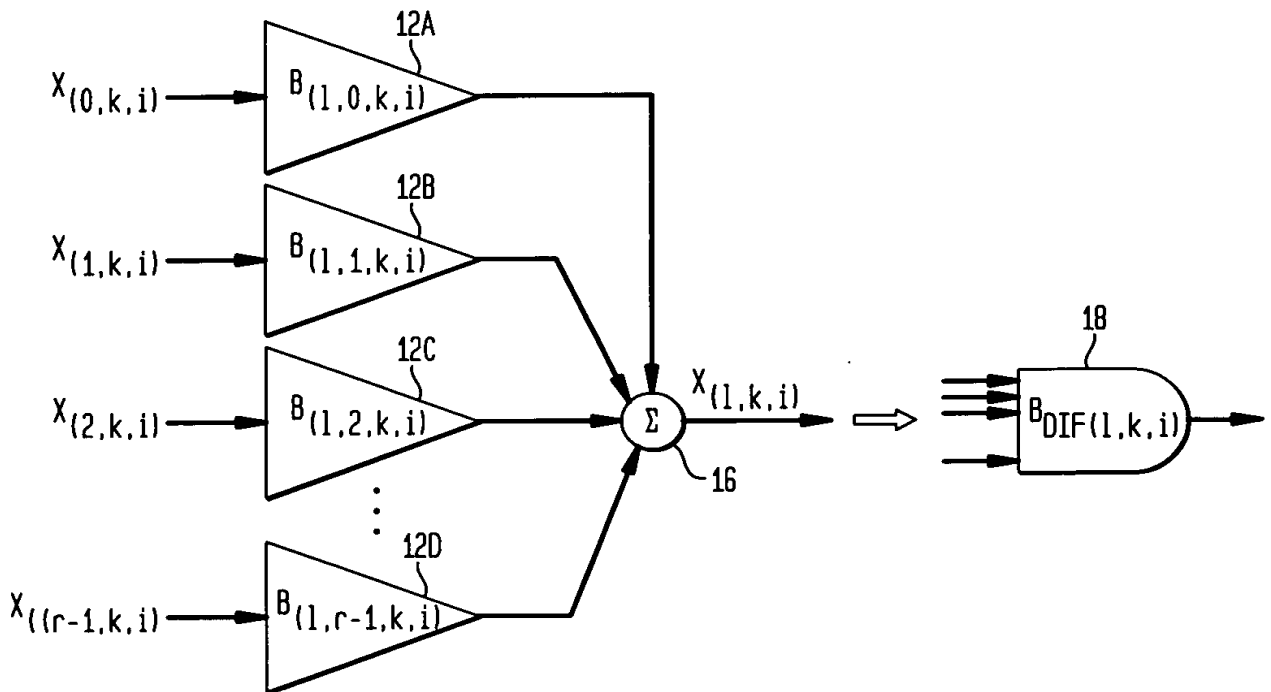 12A
X(0,k,i)
B(l,0,k,i)
12B
X(1,k,i)
B(l,1,k,i)
12C
X(2,k,i)
B(l,2,k,i)
Σ
X(l,k,i)
16
18
BDIF(l,k,i)
12D
X((r-1,k,i)
B(l,r-1,k,i)